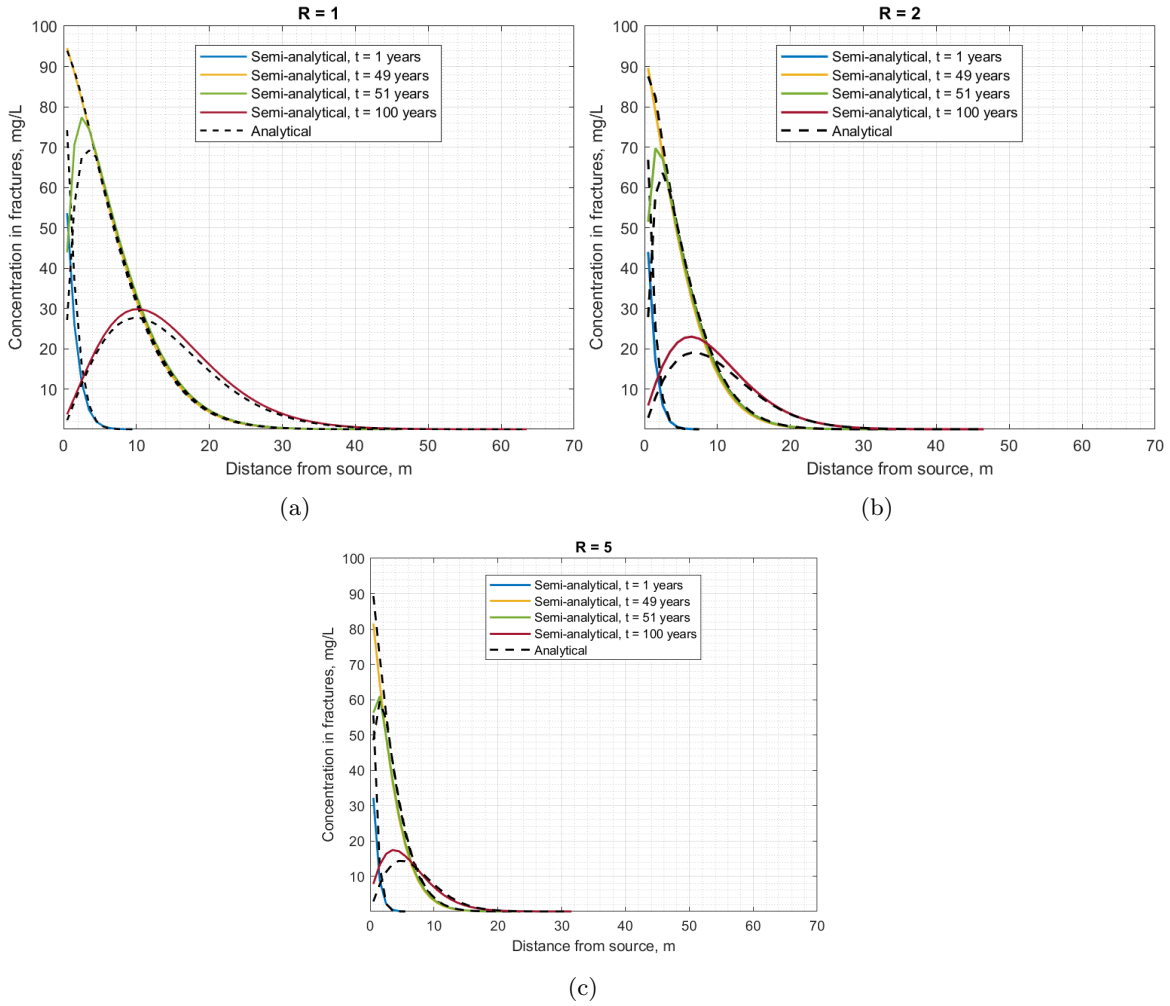 R = 1
100
90
80
70
60
50
40
30
20
10
0
10
20
30
40
50
60
70
Concentration in fractures, mg/L
Distance from source, m
Semi-analytical, t = 1 years
Semi-analytical, t = 49 years
Semi-analytical, t = 51 years
Semi-analytical, t = 100 years
Analytical
(a)
R = 2
100
90
80
70
60
50
40
30
20
10
0
10
20
30
40
50
60
70
Concentration in fractures, mg/L
Distance from source, m
Semi-analytical, t = 1 years
Semi-analytical, t = 49 years
Semi-analytical, t = 51 years
Semi-analytical, t = 100 years
Analytical
(b)
R = 5
100
90
80
70
60
50
40
30
20
10
0
10
20
30
40
50
60
70
Concentration in fractures, mg/L
Distance from source, m
Semi-analytical, t = 1 years
Semi-analytical, t = 49 years
Semi-analytical, t = 51 years
Semi-analytical, t = 100 years
Analytical
(c)